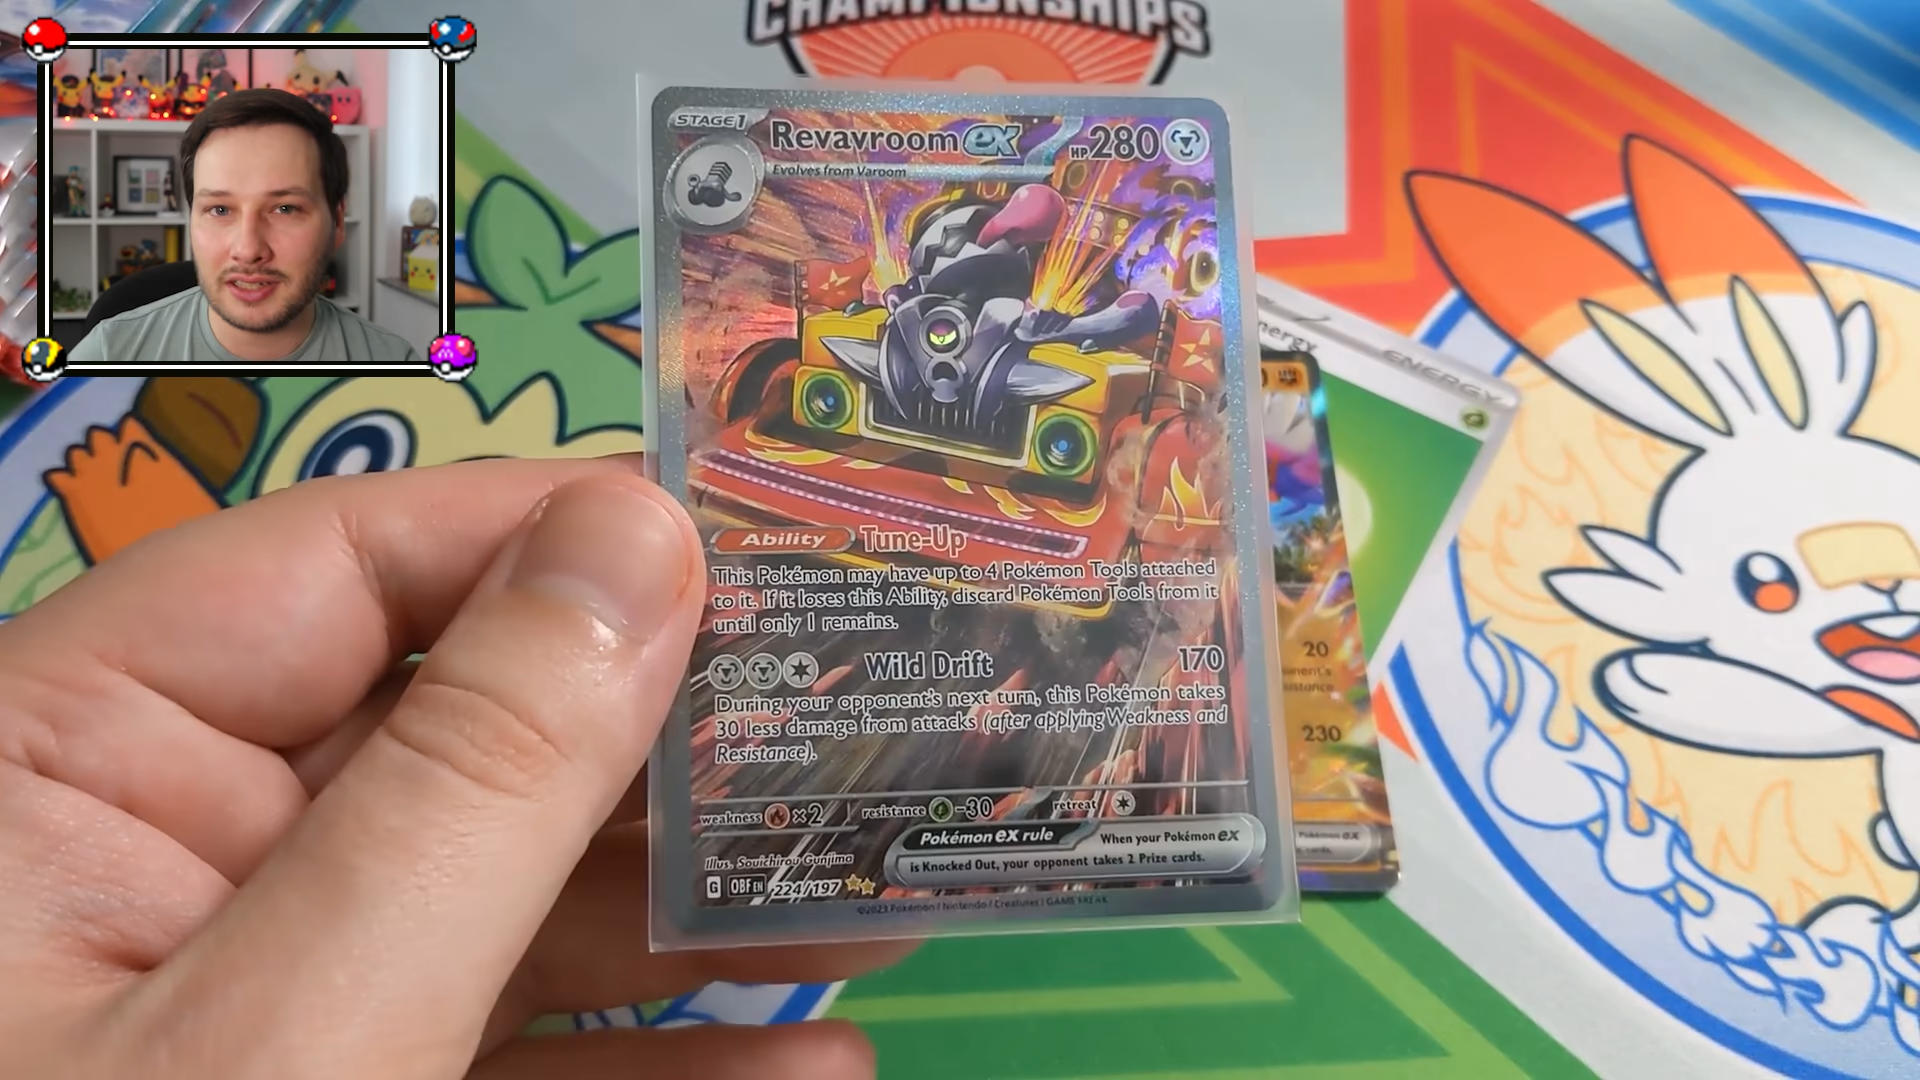 CHAMPIONSHIPS
STAGE 1
Revavroom ex
HP 280
Evolves from Varoom
Ability Tune-Up
This Pokémon may have up to 4 Pokémon Tools attached
to it. If it loses this Ability, discard Pokémon Tools from it
until only 1 remains.
Wild Drift 170
During your opponent's next turn, this Pokémon takes
30 less damage from attacks (after applying Weakness and
Resistance).
weakness ×2 resistance -30 retreat
Pokémon ex rule When your Pokémon ex
is Knocked Out, your opponent takes 2 Prize cards.
Illus. Souichirou Gunjima
G OBF EN 224/197
©2023 Pokémon / Nintendo / Creatures / GAME FREAK
ENERGY
20
230